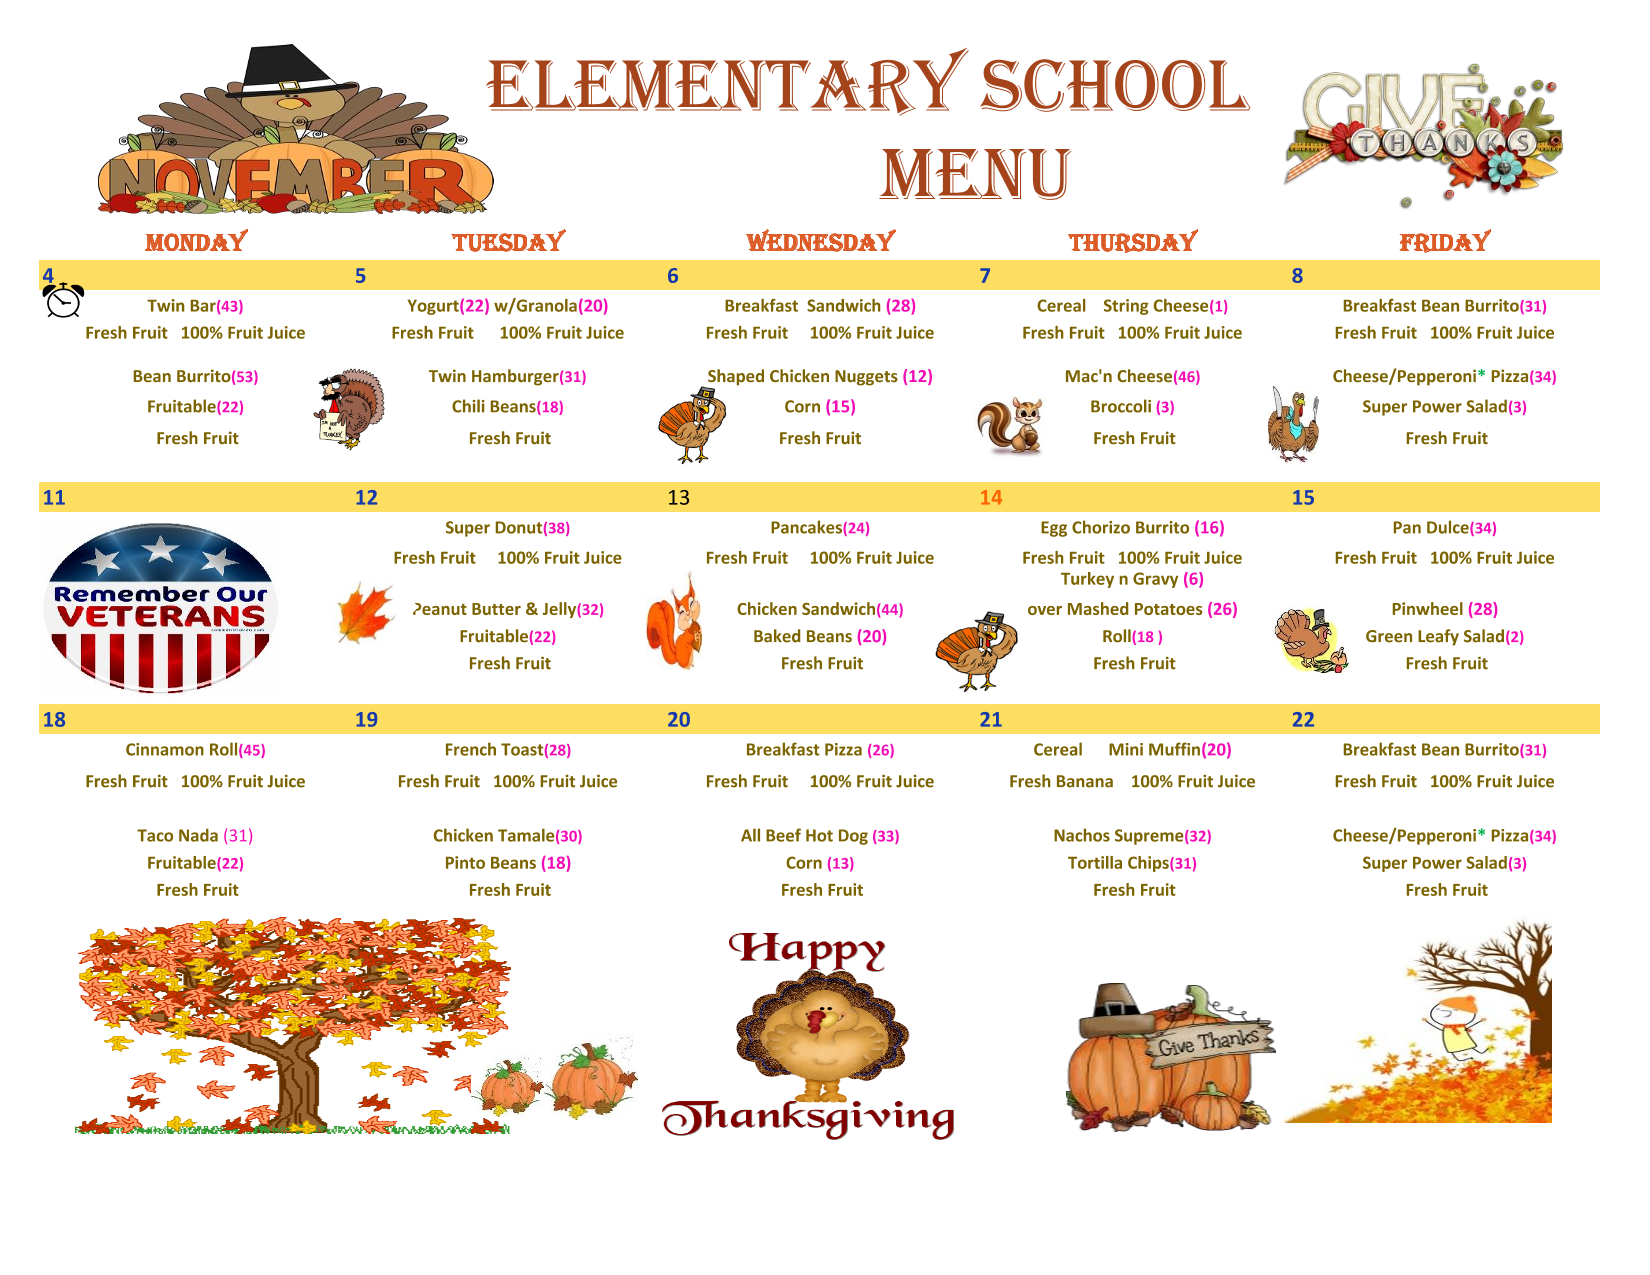 ELEMENTARY SCHOOL
MENU
NOVEMBER
GIVE
THANKS
MONDAY TUESDAY WEDNESDAY THURSDAY FRIDAY
4 5 6 7 8
Twin Bar(43) Yogurt(22) w/Granola(20) Breakfast Sandwich (28) Cereal String Cheese(1) Breakfast Bean Burrito(31)
Fresh Fruit 100% Fruit Juice Fresh Fruit 100% Fruit Juice Fresh Fruit 100% Fruit Juice Fresh Fruit 100% Fruit Juice Fresh Fruit 100% Fruit Juice
Bean Burrito(53) Twin Hamburger(31) Shaped Chicken Nuggets (12) Mac'n Cheese(46) Cheese/Pepperoni* Pizza(34)
Fruitable(22) Chili Beans(18) Corn (15) Broccoli (3) Super Power Salad(3)
Fresh Fruit Fresh Fruit Fresh Fruit Fresh Fruit Fresh Fruit
11 12 13 14 15
Remember Our
VETERANS
Super Donut(38) Pancakes(24) Egg Chorizo Burrito (16) Pan Dulce(34)
Fresh Fruit 100% Fruit Juice Fresh Fruit 100% Fruit Juice Fresh Fruit 100% Fruit Juice Fresh Fruit 100% Fruit Juice
Turkey n Gravy (6)
Peanut Butter & Jelly(32) Chicken Sandwich(44) over Mashed Potatoes (26) Pinwheel (28)
Fruitable(22) Baked Beans (20) Roll(18 ) Green Leafy Salad(2)
Fresh Fruit Fresh Fruit Fresh Fruit Fresh Fruit
18 19 20 21 22
Cinnamon Roll(45) French Toast(28) Breakfast Pizza (26) Cereal Mini Muffin(20) Breakfast Bean Burrito(31)
Fresh Fruit 100% Fruit Juice Fresh Fruit 100% Fruit Juice Fresh Fruit 100% Fruit Juice Fresh Banana 100% Fruit Juice Fresh Fruit 100% Fruit Juice
Taco Nada (31) Chicken Tamale(30) All Beef Hot Dog (33) Nachos Supreme(32) Cheese/Pepperoni* Pizza(34)
Fruitable(22) Pinto Beans (18) Corn (13) Tortilla Chips(31) Super Power Salad(3)
Fresh Fruit Fresh Fruit Fresh Fruit Fresh Fruit Fresh Fruit
Happy
Thanksgiving
Give Thanks